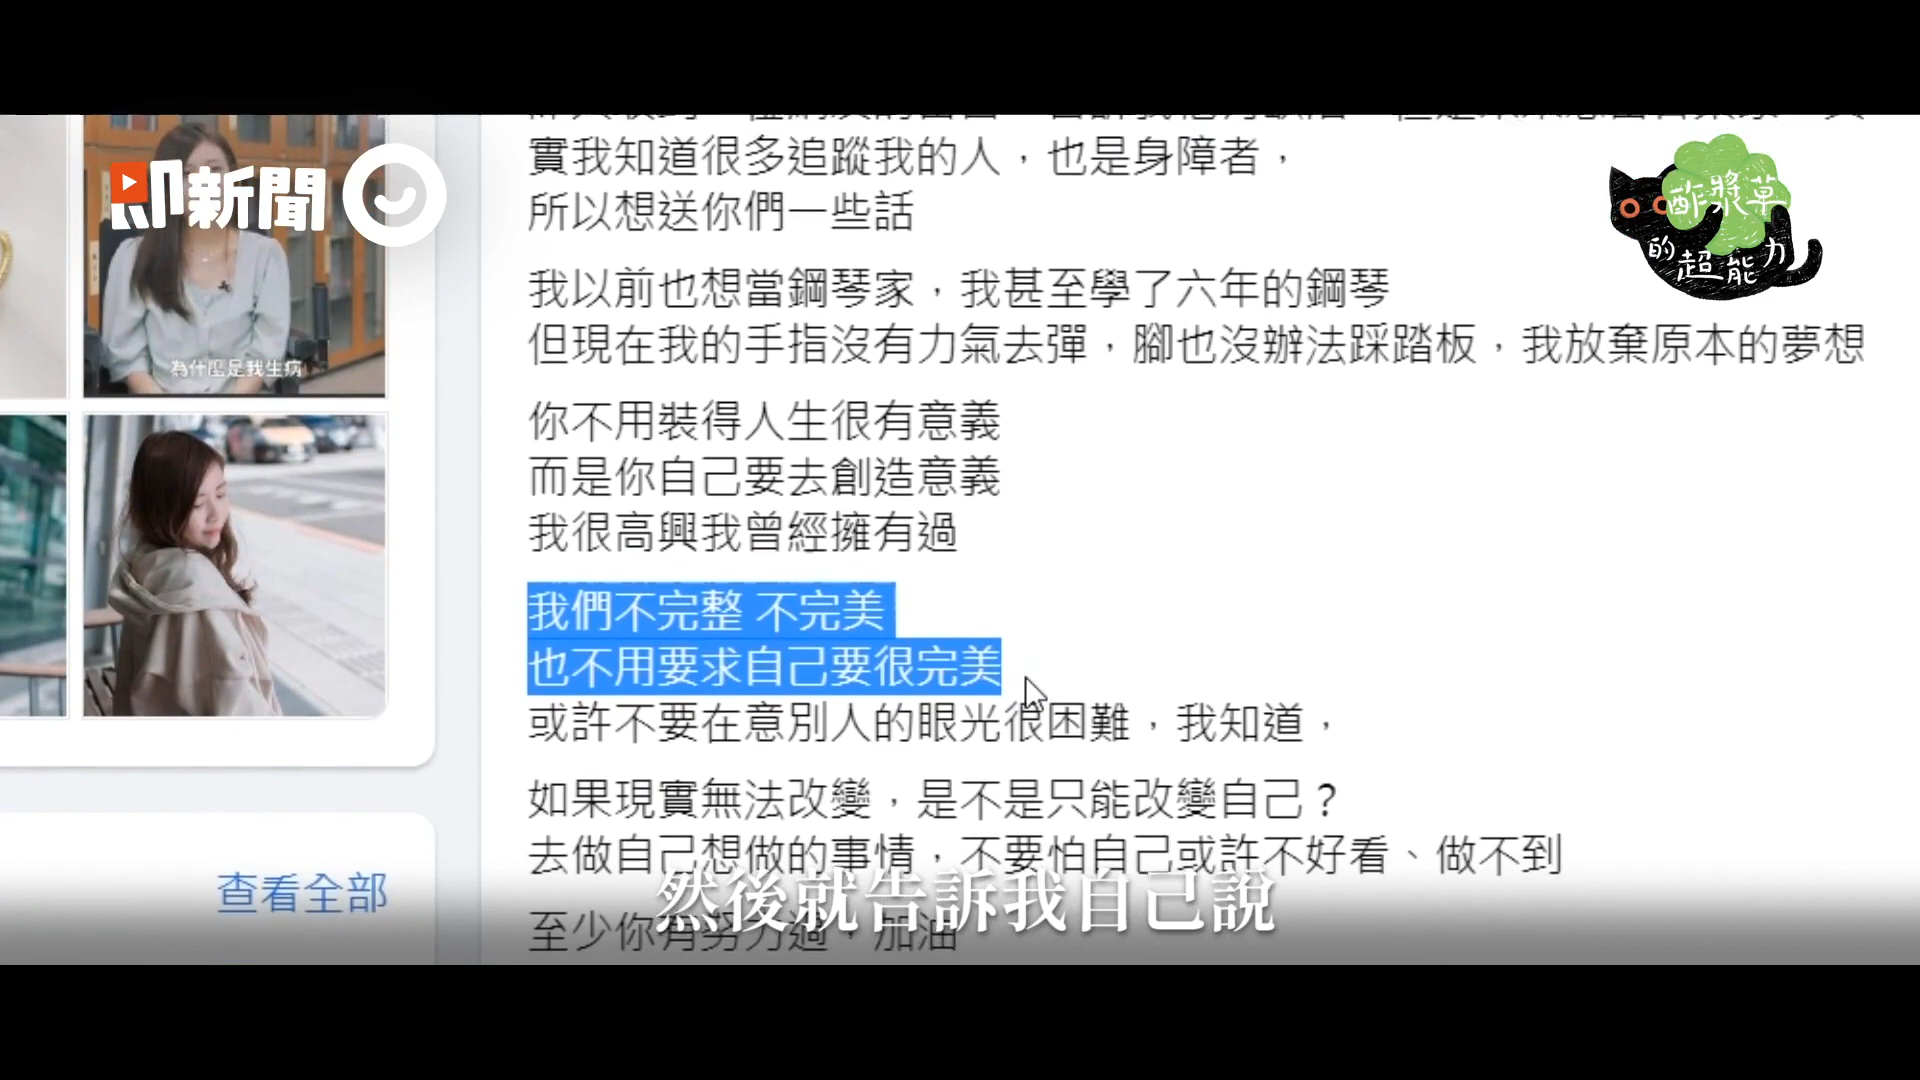 即新聞
酢漿草
的超能力
為什麼是我生病
實我知道很多追蹤我的人，也是身障者，
所以想送你們一些話
我以前也想當鋼琴家，我甚至學了六年的鋼琴
但現在我的手指沒有力氣去彈，腳也沒辦法踩踏板，我放棄原本的夢想
你不用裝得人生很有意義
而是你自己要去創造意義
我很高興我曾經擁有過
我們不完整 不完美
也不用要求自己要很完美
或許不要在意別人的眼光很困難，我知道，
如果現實無法改變，是不是只能改變自己？
去做自己想做的事情，不要怕自己或許不好看、做不到
至少你有努力過，加油
查看全部
然後就告訴我自己說